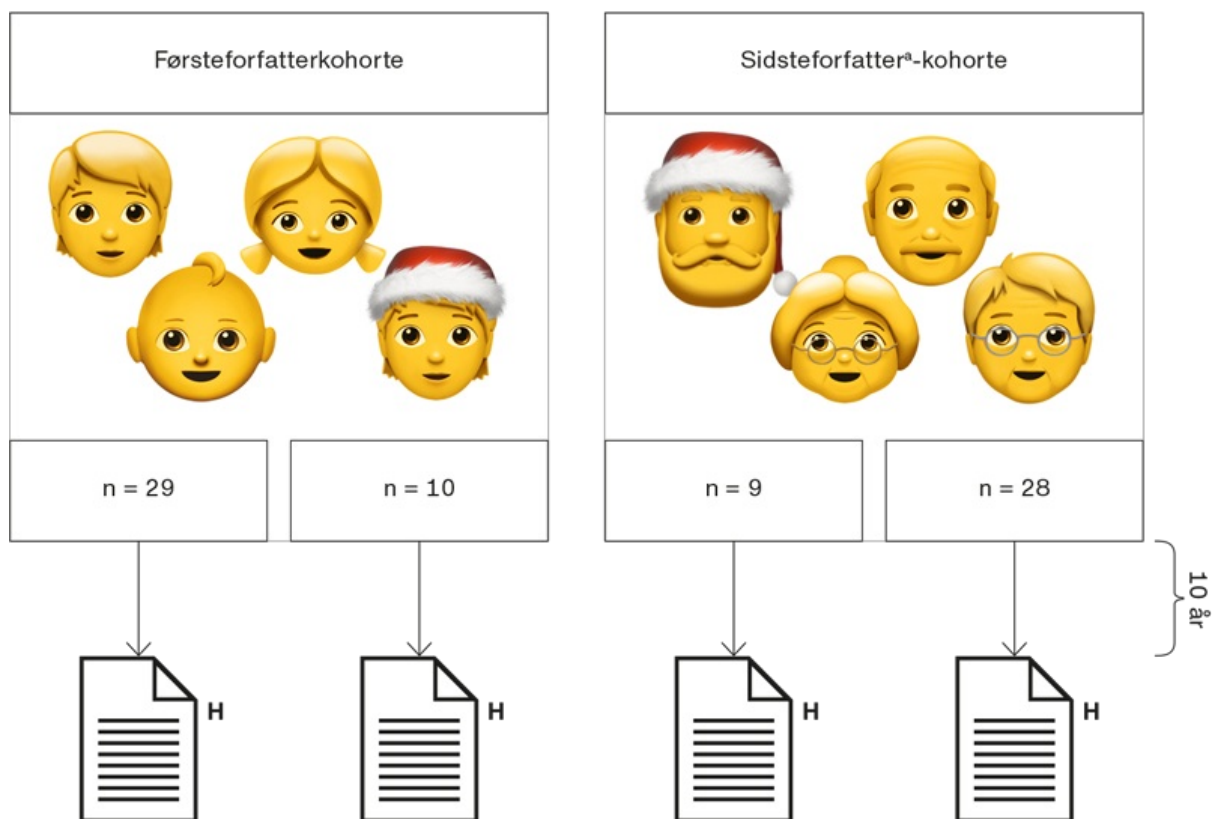 Førsteforfatterkohorte
Sidsteforfatterᵃ-kohorte
n = 29
n = 10
n = 9
n = 28
10 år
H
H
H
H